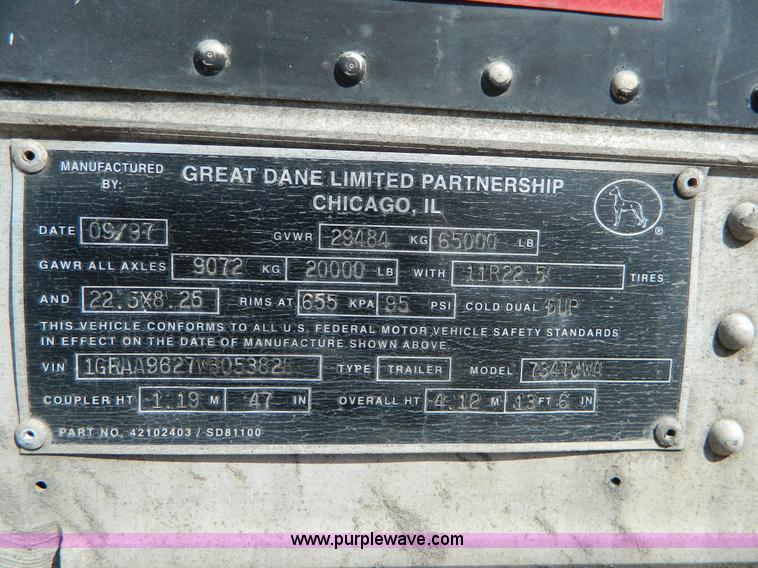 MANUFACTURED BY: GREAT DANE LIMITED PARTNERSHIP
CHICAGO, IL
DATE 09/97 GVWR 29484 KG 65000 LB
GAWR ALL AXLES 9072 KG 20000 LB WITH 11R22.5 TIRES
AND 22.5X8.25 RIMS AT 655 KPA 95 PSI COLD DUAL
THIS VEHICLE CONFORMS TO ALL U.S. FEDERAL MOTOR VEHICLE SAFETY STANDARDS
IN EFFECT ON THE DATE OF MANUFACTURE SHOWN ABOVE.
VIN TYPE TRAILER MODEL
COUPLER HT 1.19 M 47 IN OVERALL HT 4.12 M 13 FT 6 IN
PART NO. 42102403 / SD81100
®
www.purplewave.com